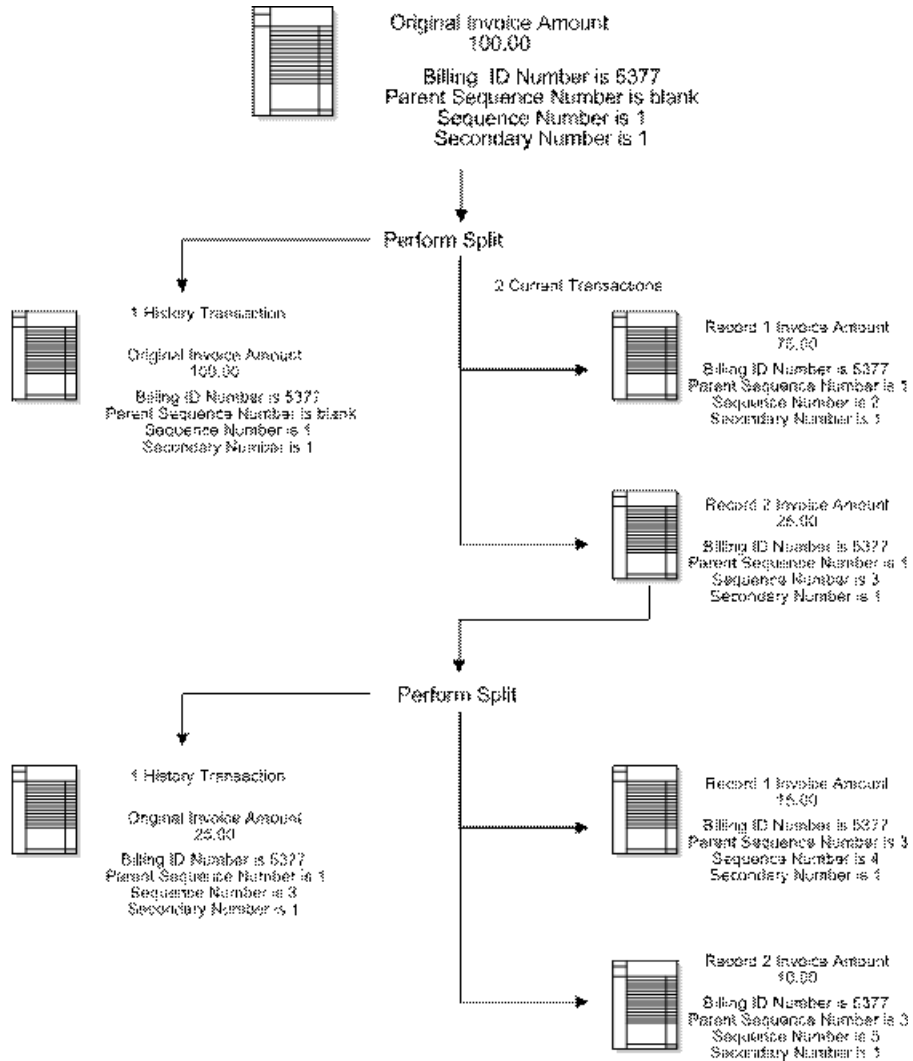 Original Invoice Amount
100.00
Billing ID Number is 5377
Parent Sequence Number is blank
Sequence Number is 1
Secondary Number is 1
Perform Split
1 History Transaction
Original Invoice Amount
100.00
Billing ID Number is 5377
Parent Sequence Number is blank
Sequence Number is 1
Secondary Number is 1
2 Current Transactions
Record 1 Invoice Amount
75.00
Billing ID Number is 5377
Parent Sequence Number is 1
Sequence Number is 2
Secondary Number is 1
Record 2 Invoice Amount
25.00
Billing ID Number is 5377
Parent Sequence Number is 1
Sequence Number is 3
Secondary Number is 1
Perform Split
1 History Transaction
Original Invoice Amount
25.00
Billing ID Number is 5377
Parent Sequence Number is 1
Sequence Number is 3
Secondary Number is 1
Record 1 Invoice Amount
15.00
Billing ID Number is 5377
Parent Sequence Number is 3
Sequence Number is 4
Secondary Number is 1
Record 2 Invoice Amount
10.00
Billing ID Number is 5377
Parent Sequence Number is 3
Sequence Number is 5
Secondary Number is 1